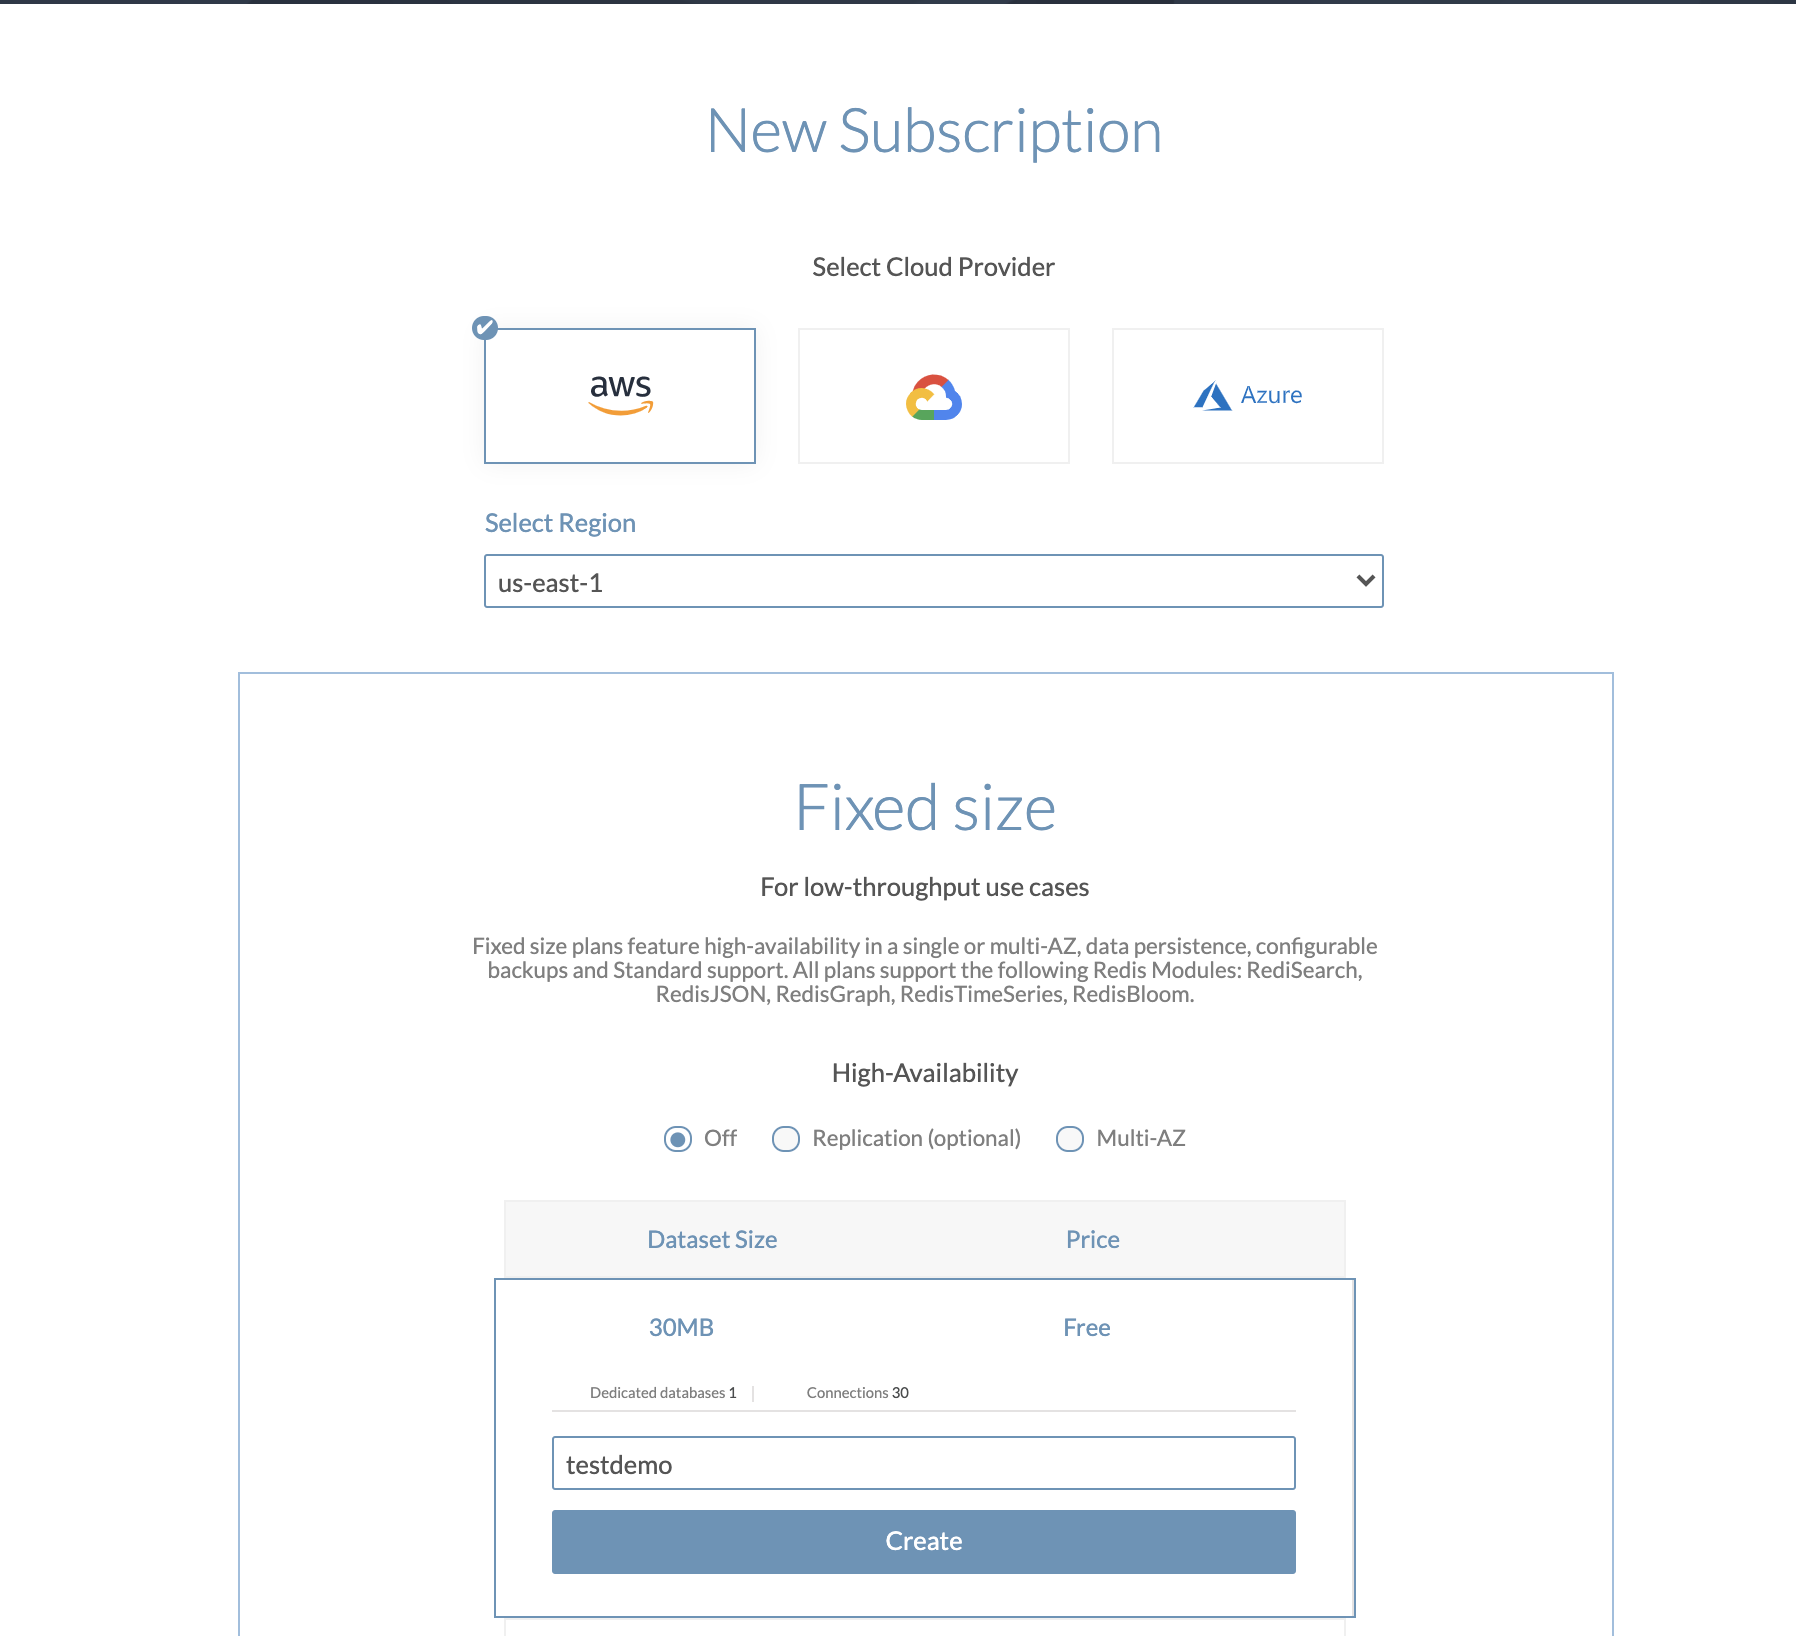 New Subscription
Select Cloud Provider
aws
Azure
Select Region
us-east-1
Fixed size
For low-throughput use cases
Fixed size plans feature high-availability in a single or multi-AZ, data persistence, configurable
backups and Standard support. All plans support the following Redis Modules: RediSearch,
RedisJSON, RedisGraph, RedisTimeSeries, RedisBloom.
High-Availability
Off Replication (optional) Multi-AZ
Dataset Size Price
30MB Free
Dedicated databases 1 Connections 30
testdemo
Create